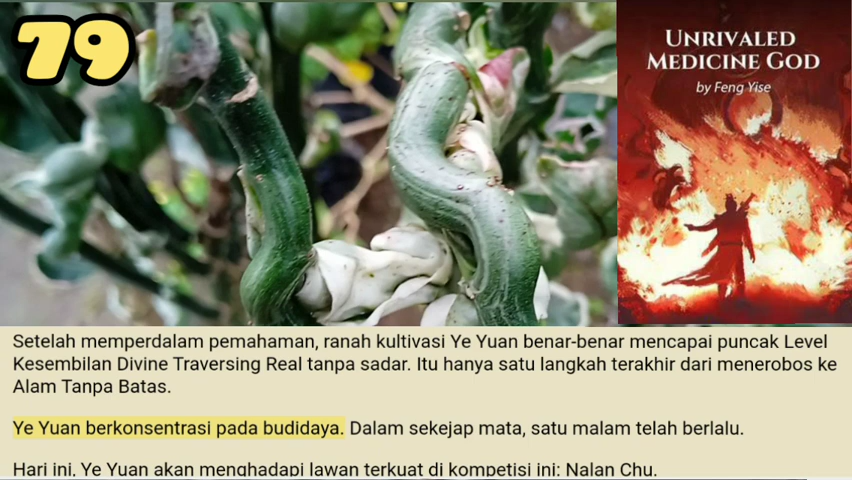 79
UNRIVALED
MEDICINE GOD
by Feng Yise
Setelah memperdalam pemahaman, ranah kultivasi Ye Yuan benar-benar mencapai puncak Level
Kesembilan Divine Traversing Real tanpa sadar. Itu hanya satu langkah terakhir dari menerobos ke
Alam Tanpa Batas.
Ye Yuan berkonsentrasi pada budidaya. Dalam sekejap mata, satu malam telah berlalu.
Hari ini, Ye Yuan akan menghadapi lawan terkuat di kompetisi ini: Nalan Chu.